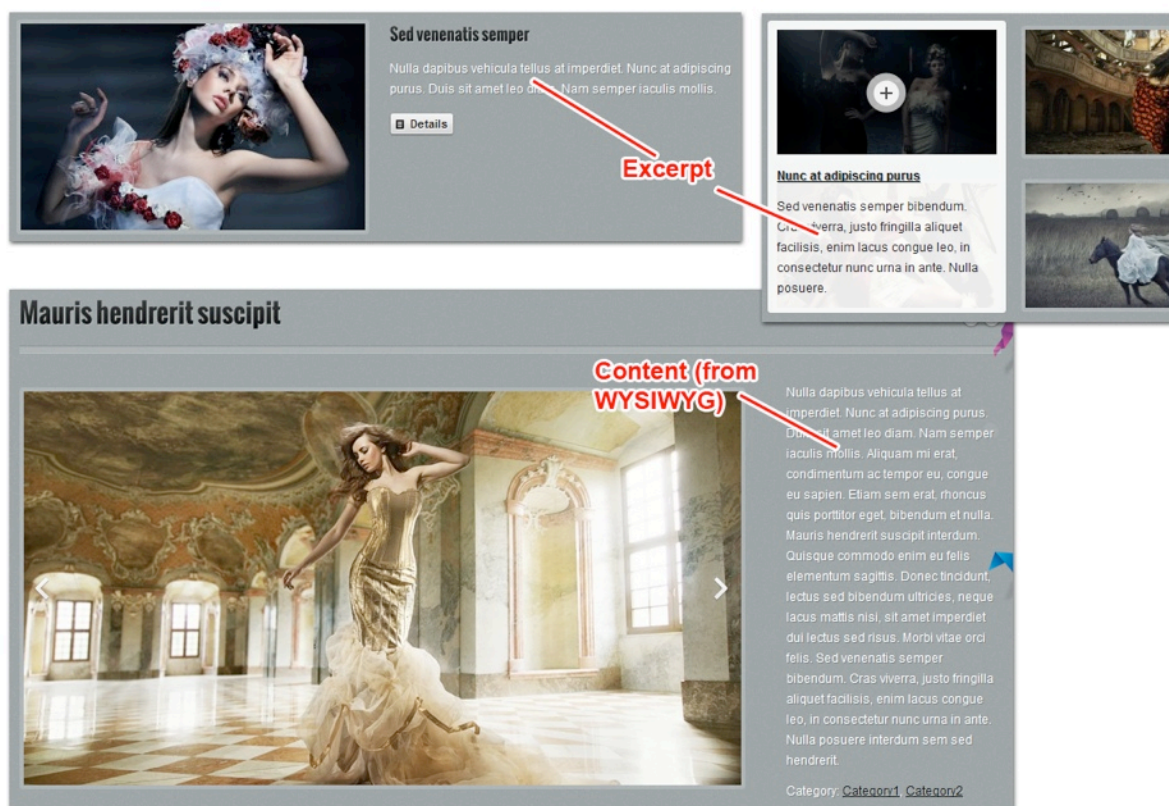 Sed venenatis semper
Nulla dapibus vehicula tellus at imperdiet. Nunc at adipiscing
purus. Duis sit amet leo diam. Nam semper iaculis mollis.
Details
Excerpt
Nunc at adipiscing purus
Sed venenatis semper bibendum.
Cras viverra, justo fringilla aliquet
facilisis, enim lacus congue leo, in
consectetur nunc urna in ante. Nulla
posuere.
Mauris hendrerit suscipit
Content (from
WYSIWYG)
Nulla dapibus vehicula tellus at
imperdiet. Nunc at adipiscing purus.
Duis sit amet leo diam. Nam semper
iaculis mollis. Aliquam mi erat,
condimentum ac tempor eu, congue
eu sapien. Etiam sem erat, rhoncus
quis porttitor eget, bibendum et nulla.
Mauris hendrerit suscipit interdum.
Quisque commodo enim eu felis
elementum sagittis. Donec tincidunt,
lectus sed bibendum ultricies, neque
lacus mattis nisi, sit amet imperdiet
dui lectus sed risus. Morbi vitae orci
felis. Sed venenatis semper
bibendum. Cras viverra, justo fringilla
aliquet facilisis, enim lacus congue
leo, in consectetur nunc urna in ante.
Nulla posuere interdum sem sed
hendrerit.
Category: Category1, Category2